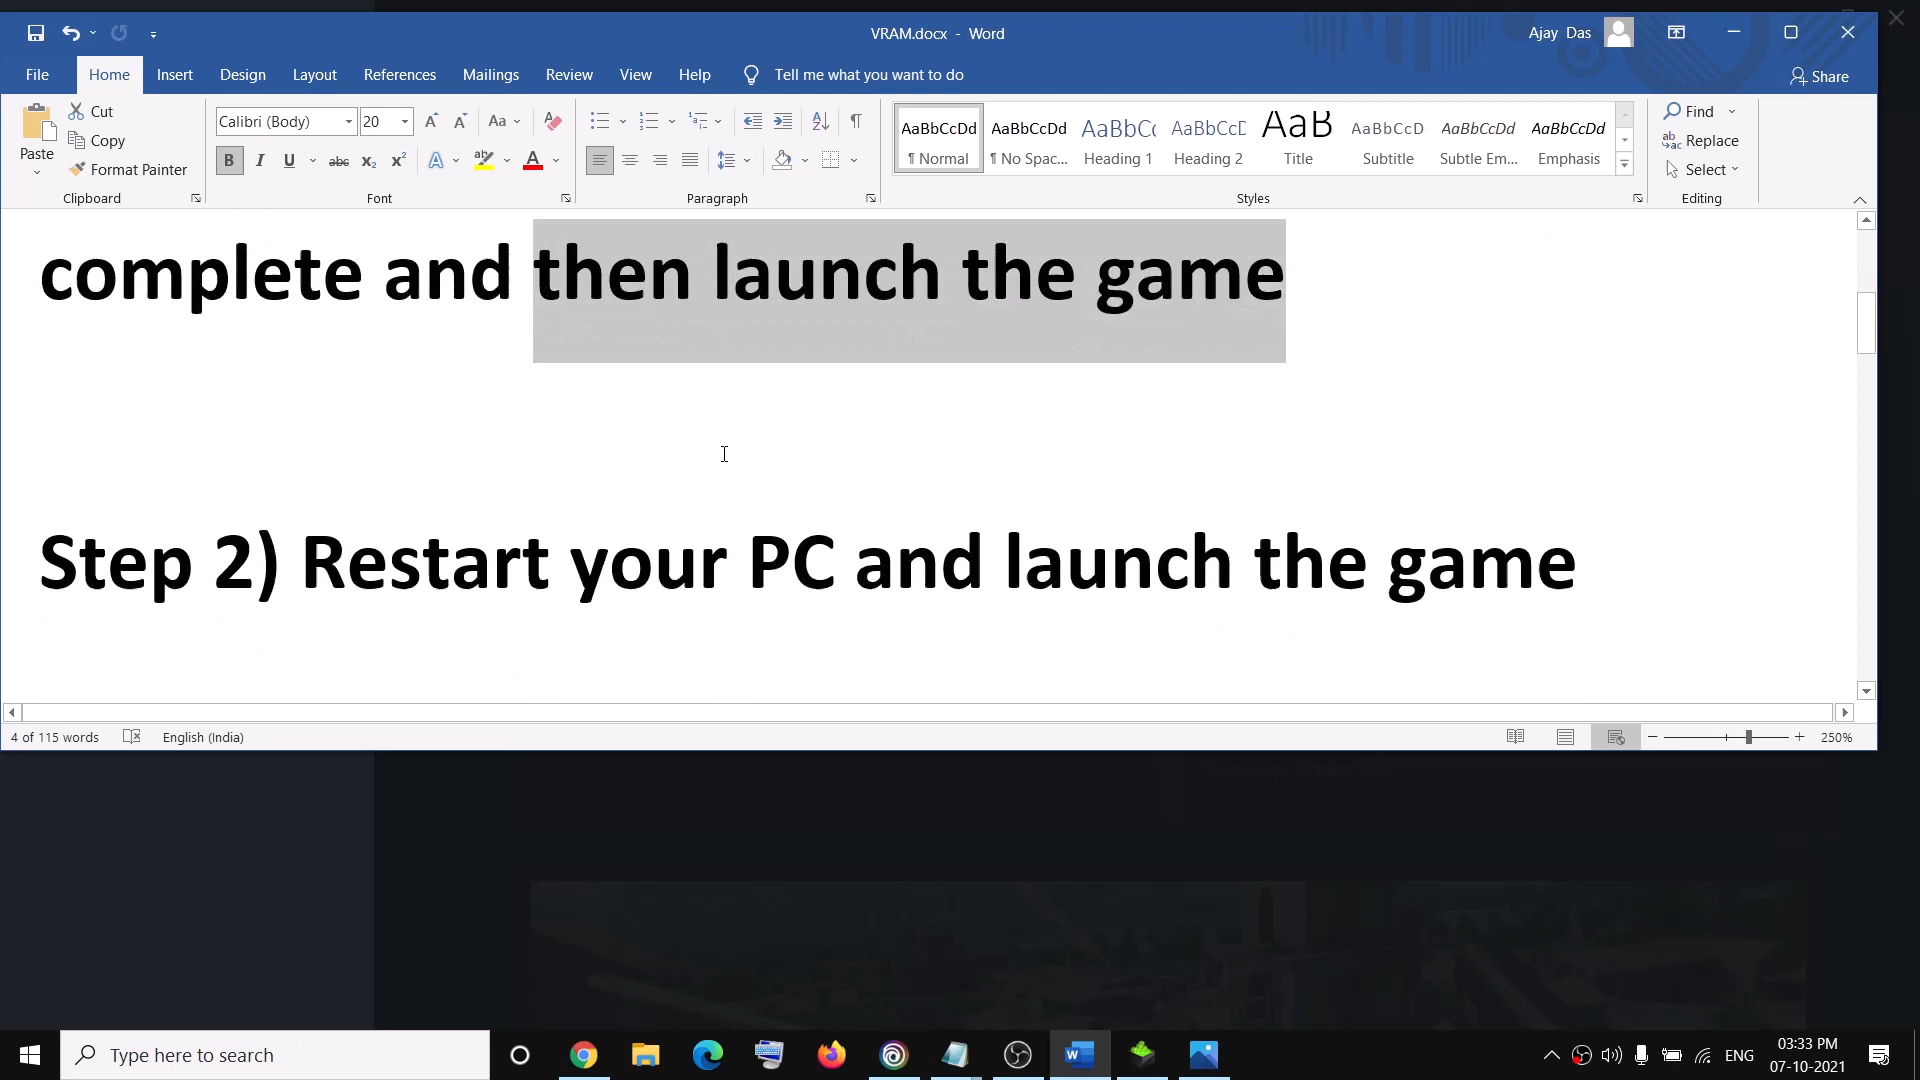 VRAM.docx - Word
Ajay Das
File Home Insert Design Layout References Mailings Review View Help Tell me what you want to do
Share
Paste
Cut
Copy
Format Painter
Clipboard
Calibri (Body) 20
Font
Paragraph
AaBbCcDd AaBbCcDd AaBbCc AaBbCcD AaB AaBbCcD AaBbCcDd AaBbCcDd
¶ Normal ¶ No Spac... Heading 1 Heading 2 Title Subtitle Subtle Em... Emphasis
Styles
Find
Replace
Select
Editing
complete and then launch the game
Step 2) Restart your PC and launch the game
4 of 115 words English (India) 250%
Type here to search
ENG
03:33 PM
07-10-2021